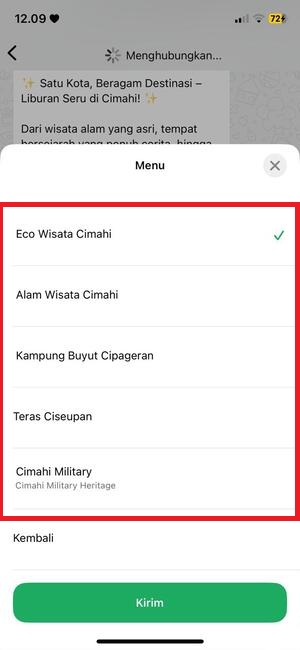 12.09
72
Menghubungkan...
✨ Satu Kota, Beragam Destinasi –
Liburan Seru di Cimahi! ✨
Dari wisata alam yang asri, tempat
bersejarah yang penuh cerita, hingga
Menu
Eco Wisata Cimahi
Alam Wisata Cimahi
Kampung Buyut Cipageran
Teras Ciseupan
Cimahi Military
Cimahi Military Heritage
Kembali
Kirim